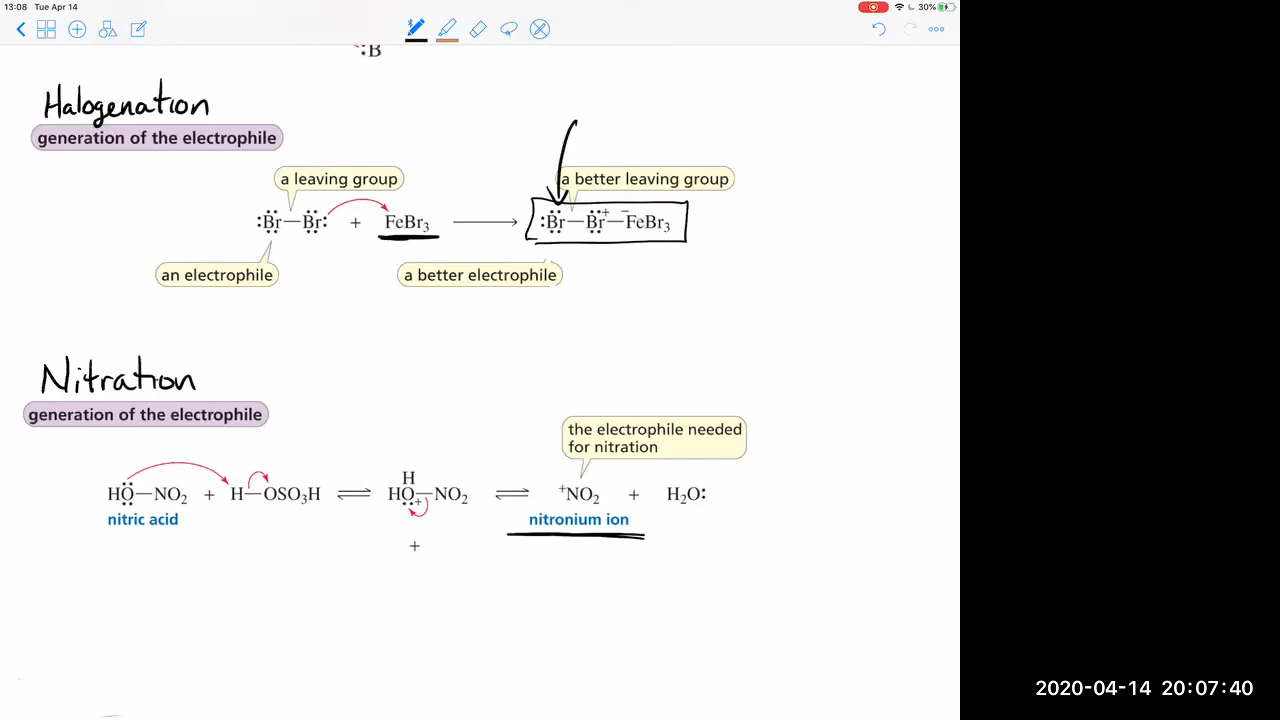 13:08 Tue Apr 14 30%
:B
Halogenation
generation of the electrophile
a leaving group
a better leaving group
:Br—Br: + FeBr₃ ⟶ :Br—Br⁺—⁻FeBr₃
an electrophile
a better electrophile
Nitration
generation of the electrophile
the electrophile needed
for nitration
H
HO—NO₂ + H—OSO₃H ⇌ HO⁺—NO₂ ⇌ ⁺NO₂ + H₂O:
nitric acid
nitronium ion
+
2020-04-14 20:07:40